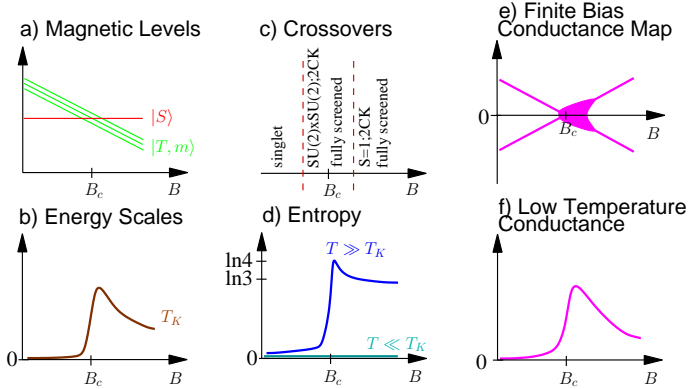 a) Magnetic Levels
|S⟩
|T, m⟩
B_c
B
b) Energy Scales
T_K
0
B_c
B
c) Crossovers
singlet
SU(2)xSU(2);2CK
fully screened
S=1;2CK
fully screened
B_c
B
d) Entropy
ln4
ln3
T ≫ T_K
T ≪ T_K
0
B_c
B
e) Finite Bias
Conductance Map
0
B_c
B
f) Low Temperature
Conductance
0
B_c
B